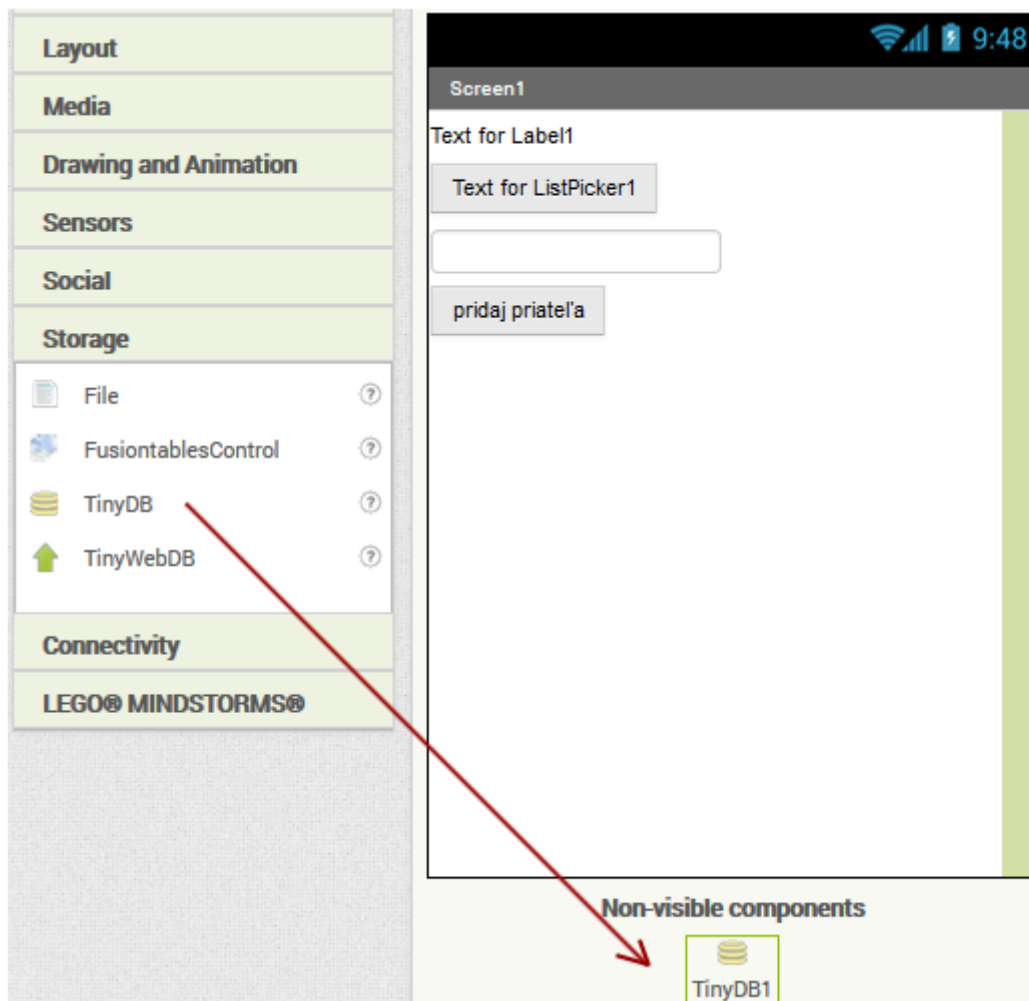 Layout
Media
Drawing and Animation
Sensors
Social
Storage
File
FusiontablesControl
TinyDB
TinyWebDB
Connectivity
LEGO® MINDSTORMS®
9:48
Screen1
Text for Label1
Text for ListPicker1
pridaj priateľa
Non-visible components
TinyDB1